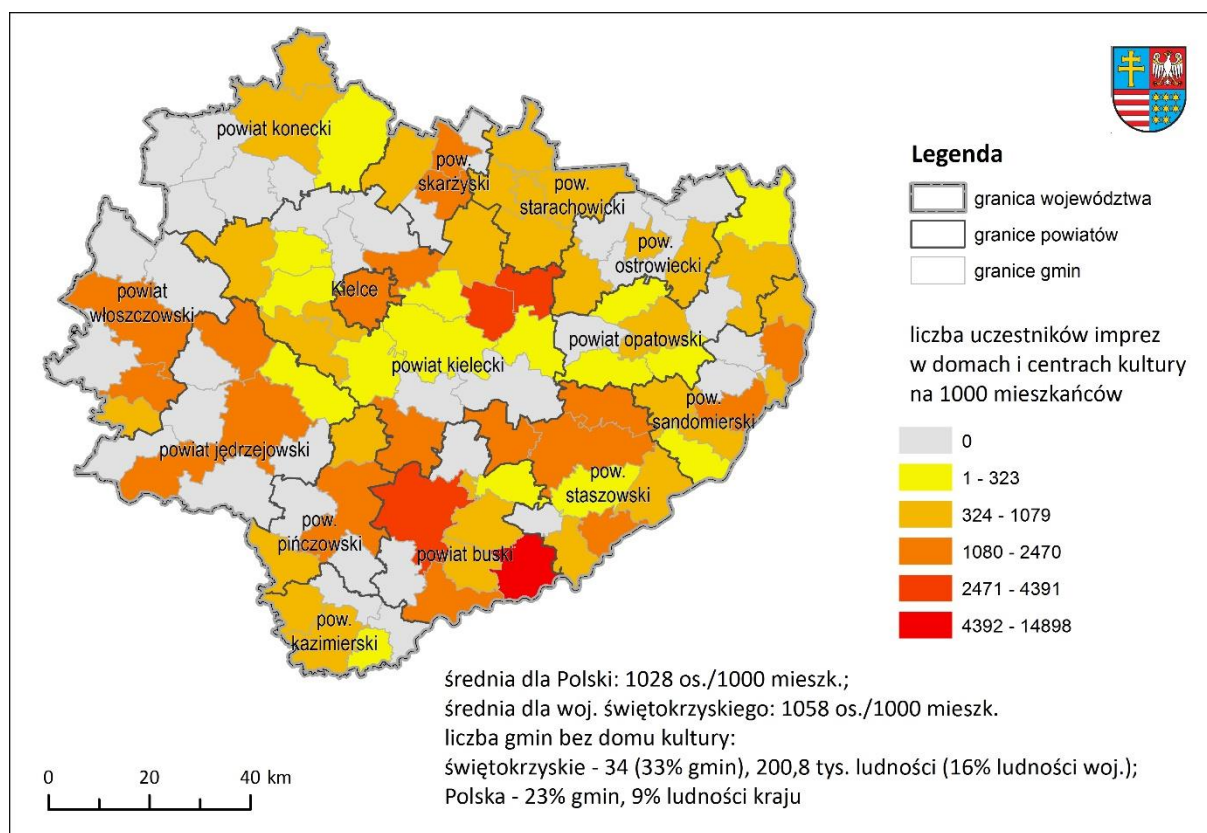 powiat konecki
pow.
skarżyski
pow.
starachowicki
pow.
ostrowiecki
Kielce
powiat
włoszczowski
powiat opatowski
powiat kielecki
pow.
sandomierski
powiat jędrzejowski
pow.
staszowski
pow.
pińczowski
powiat buski
pow.
kazimierski
Legenda
granica województwa
granice powiatów
granice gmin
liczba uczestników imprez
w domach i centrach kultury
na 1000 mieszkańców
0
1 - 323
324 - 1079
1080 - 2470
2471 - 4391
4392 - 14898
średnia dla Polski: 1028 os./1000 mieszk.;
średnia dla woj. świętokrzyskiego: 1058 os./1000 mieszk.
liczba gmin bez domu kultury:
świętokrzyskie - 34 (33% gmin), 200,8 tys. ludności (16% ludności woj.);
Polska - 23% gmin, 9% ludności kraju
0 20 40 km